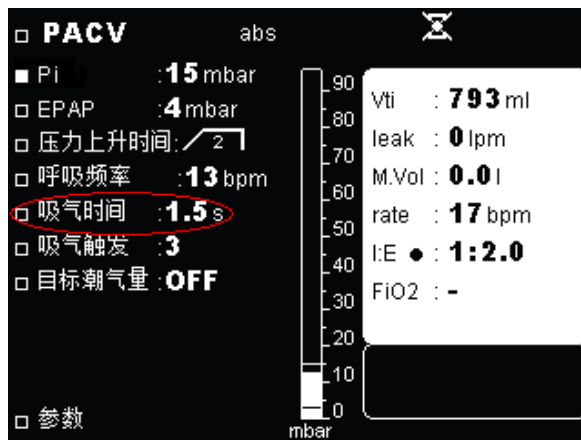 PACV abs
Pi :15 mbar
EPAP :4 mbar
压力上升时间: 2
呼吸频率 :13 bpm
吸气时间 :1.5 s
吸气触发 :3
目标潮气量 :OFF
参数
90
80
70
60
50
40
30
20
10
0
mbar
Vti : 793 ml
leak : 0 lpm
M.Vol : 0.0 l
rate : 17 bpm
I:E ● : 1:2.0
FiO2 : -